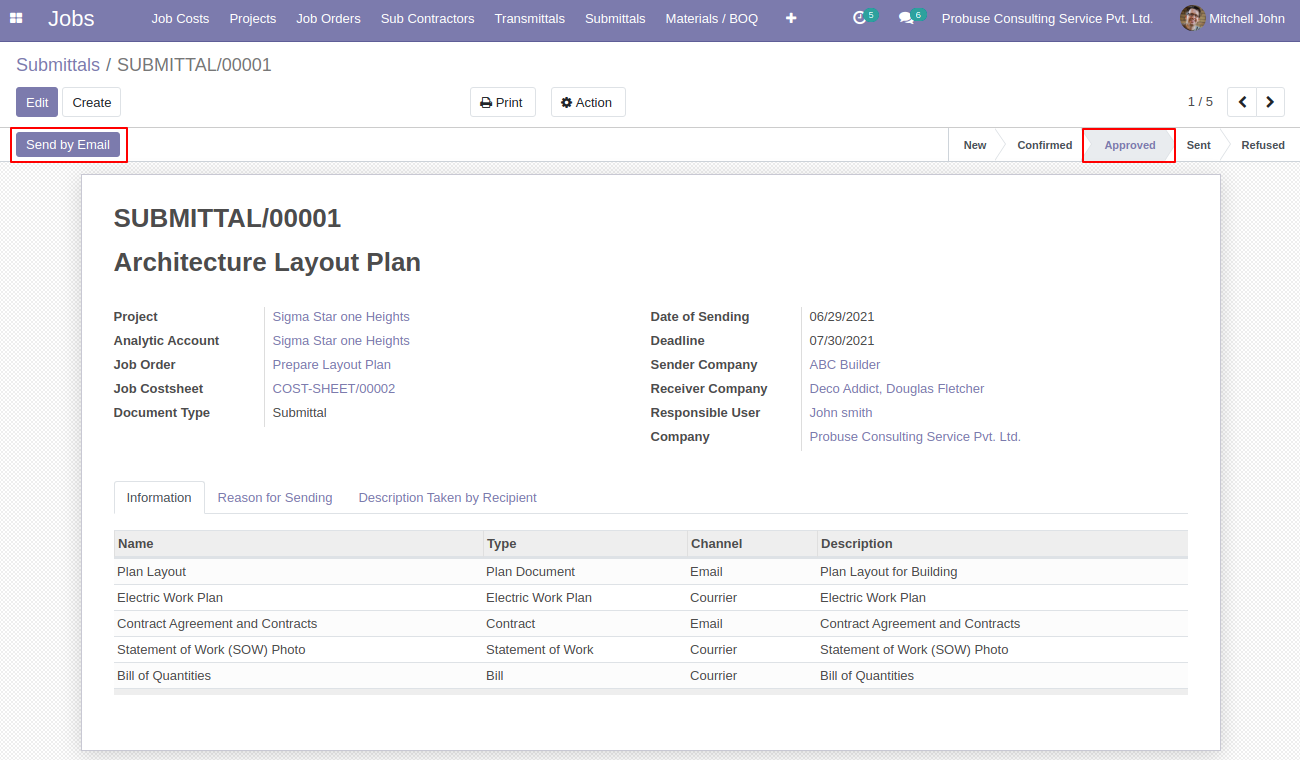 Jobs Job Costs Projects Job Orders Sub Contractors Transmittals Submittals Materials / BOQ 5 6 Probuse Consulting Service Pvt. Ltd. Mitchell John
Submittals / SUBMITTAL/00001
Edit Create Print Action 1 / 5
Send by Email New Confirmed Approved Sent Refused
SUBMITTAL/00001
Architecture Layout Plan
Project Sigma Star one Heights Date of Sending 06/29/2021
Analytic Account Sigma Star one Heights Deadline 07/30/2021
Job Order Prepare Layout Plan Sender Company ABC Builder
Job Costsheet COST-SHEET/00002 Receiver Company Deco Addict, Douglas Fletcher
Document Type Submittal Responsible User John smith
Company Probuse Consulting Service Pvt. Ltd.
Information Reason for Sending Description Taken by Recipient
Name Type Channel Description
Plan Layout Plan Document Email Plan Layout for Building
Electric Work Plan Electric Work Plan Courrier Electric Work Plan
Contract Agreement and Contracts Contract Email Contract Agreement and Contracts
Statement of Work (SOW) Photo Statement of Work Courrier Statement of Work (SOW) Photo
Bill of Quantities Bill Courrier Bill of Quantities